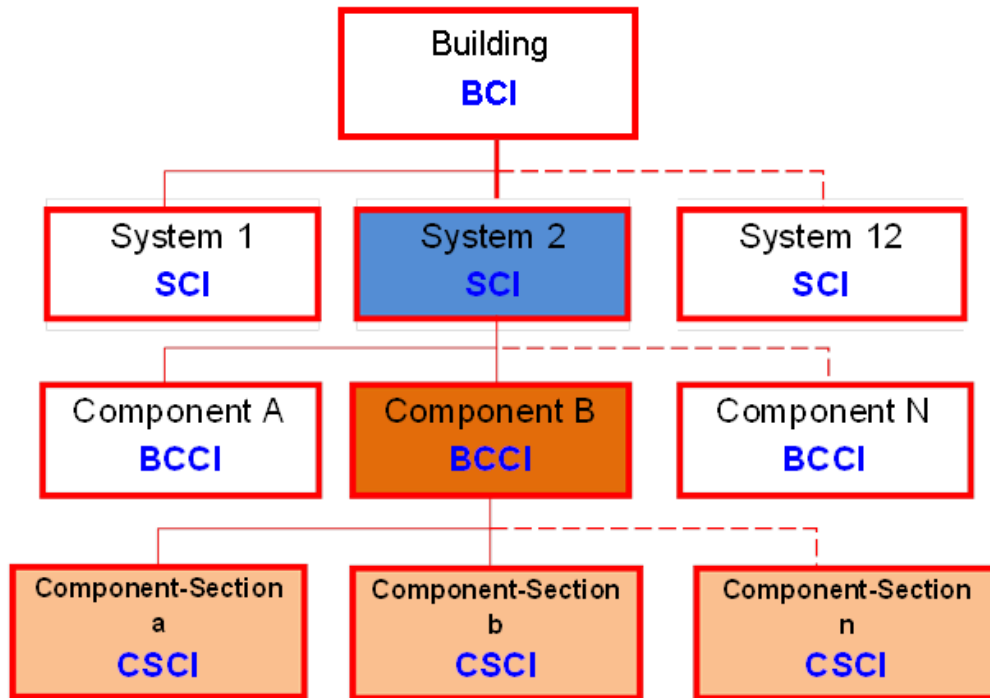 Building
BCI
System 1
SCI
System 2
SCI
System 12
SCI
Component A
BCCI
Component B
BCCI
Component N
BCCI
Component-Section
a
CSCI
Component-Section
b
CSCI
Component-Section
n
CSCI